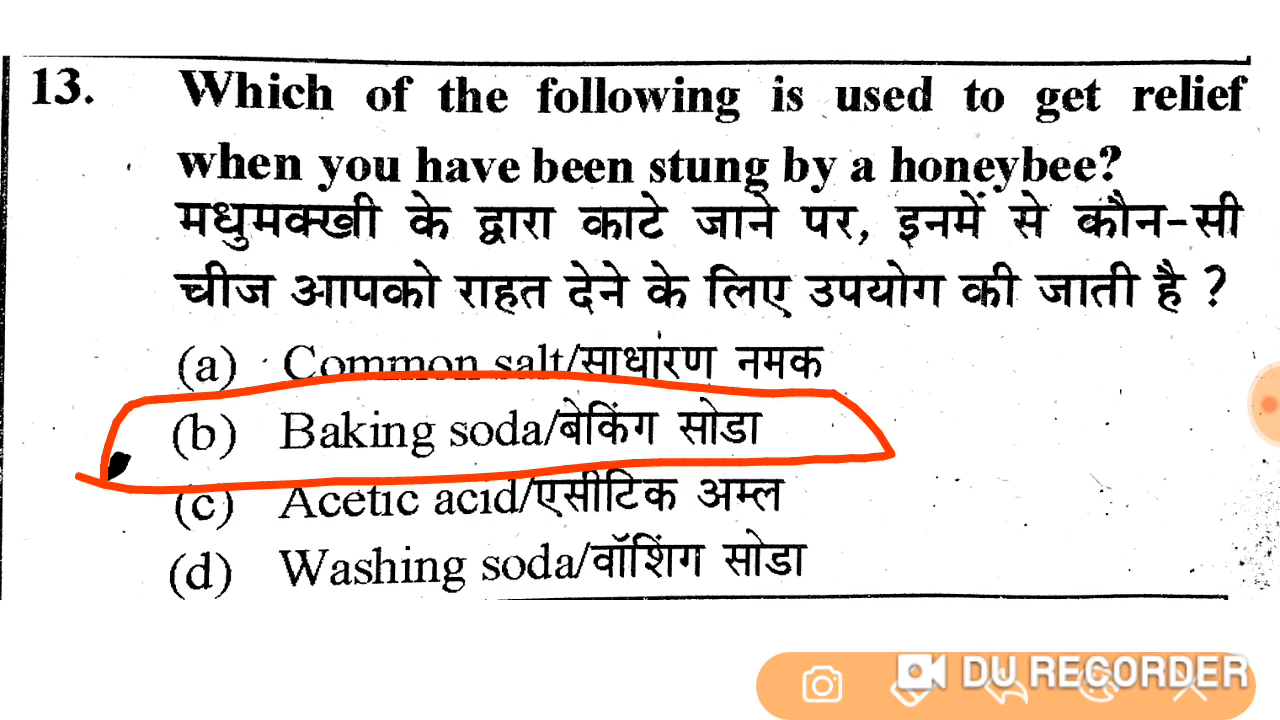 13. Which of the following is used to get relief
when you have been stung by a honeybee?
मधुमक्खी के द्वारा काटे जाने पर, इनमें से कौन-सी
चीज आपको राहत देने के लिए उपयोग की जाती है ?
(a) Common salt/साधारण नमक
(b) Baking soda/बेकिंग सोडा
(c) Acetic acid/एसीटिक अम्ल
(d) Washing soda/वॉशिंग सोडा
DU RECORDER